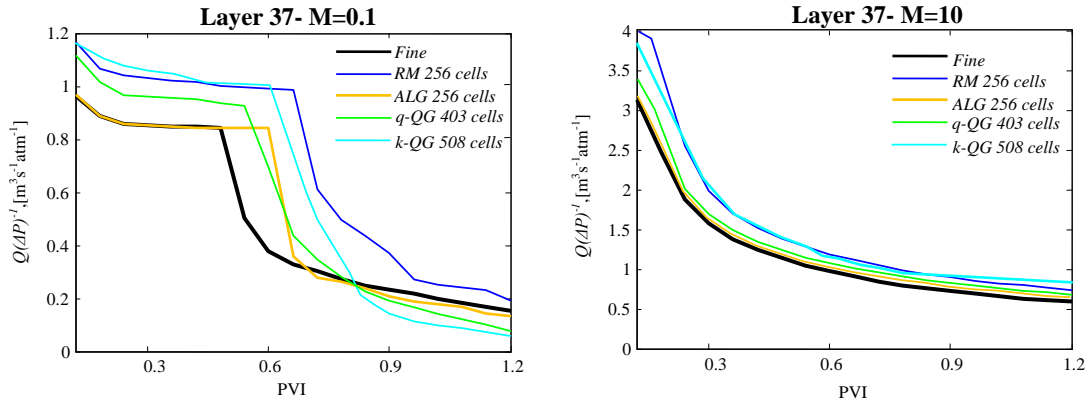 Layer 37- M=0.1
Q(ΔP)⁻¹,[m³s⁻¹atm⁻¹]
1.2
1
0.8
0.6
0.4
0.2
0
Fine
RM 256 cells
ALG 256 cells
q-QG 403 cells
k-QG 508 cells
0.3
0.6
0.9
1.2
PVI
Layer 37- M=10
Q(ΔP)⁻¹,[m³s⁻¹atm⁻¹]
4
3.5
3
2.5
2
1.5
1
0.5
0
Fine
RM 256 cells
ALG 256 cells
q-QG 403 cells
k-QG 508 cells
0.3
0.6
0.9
1.2
PVI